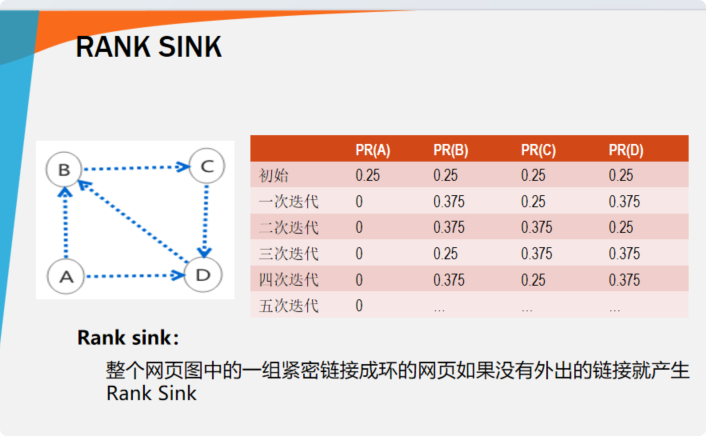 RANK SINK
B
C
A
D
PR(A) PR(B) PR(C) PR(D)
初始 0.25 0.25 0.25 0.25
一次迭代 0 0.375 0.25 0.375
二次迭代 0 0.375 0.375 0.25
三次迭代 0 0.25 0.375 0.375
四次迭代 0 0.375 0.25 0.375
五次迭代 0 ... ... ...
Rank sink：
整个网页图中的一组紧密链接成环的网页如果没有外出的链接就产生
Rank Sink